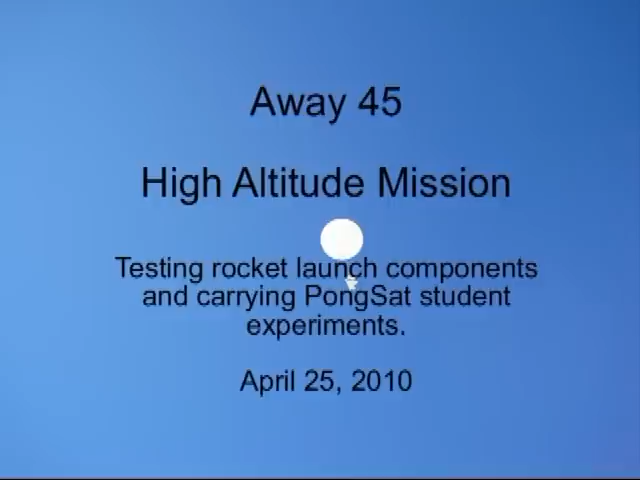 Away 45
High Altitude Mission
Testing rocket launch components
and carrying PongSat student
experiments.
April 25, 2010